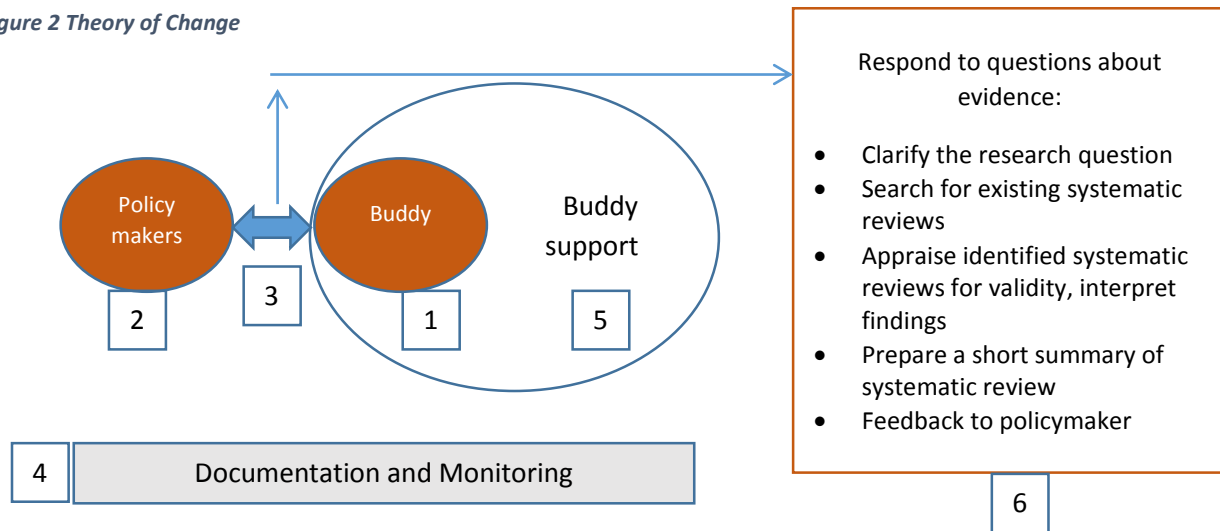 gure 2 Theory of Change
Policy
makers
Buddy
Buddy
support
3
2
1
5
4
Documentation and Monitoring
Respond to questions about
evidence:
• Clarify the research question
• Search for existing systematic
reviews
• Appraise identified systematic
reviews for validity, interpret
findings
• Prepare a short summary of
systematic review
• Feedback to policymaker
6